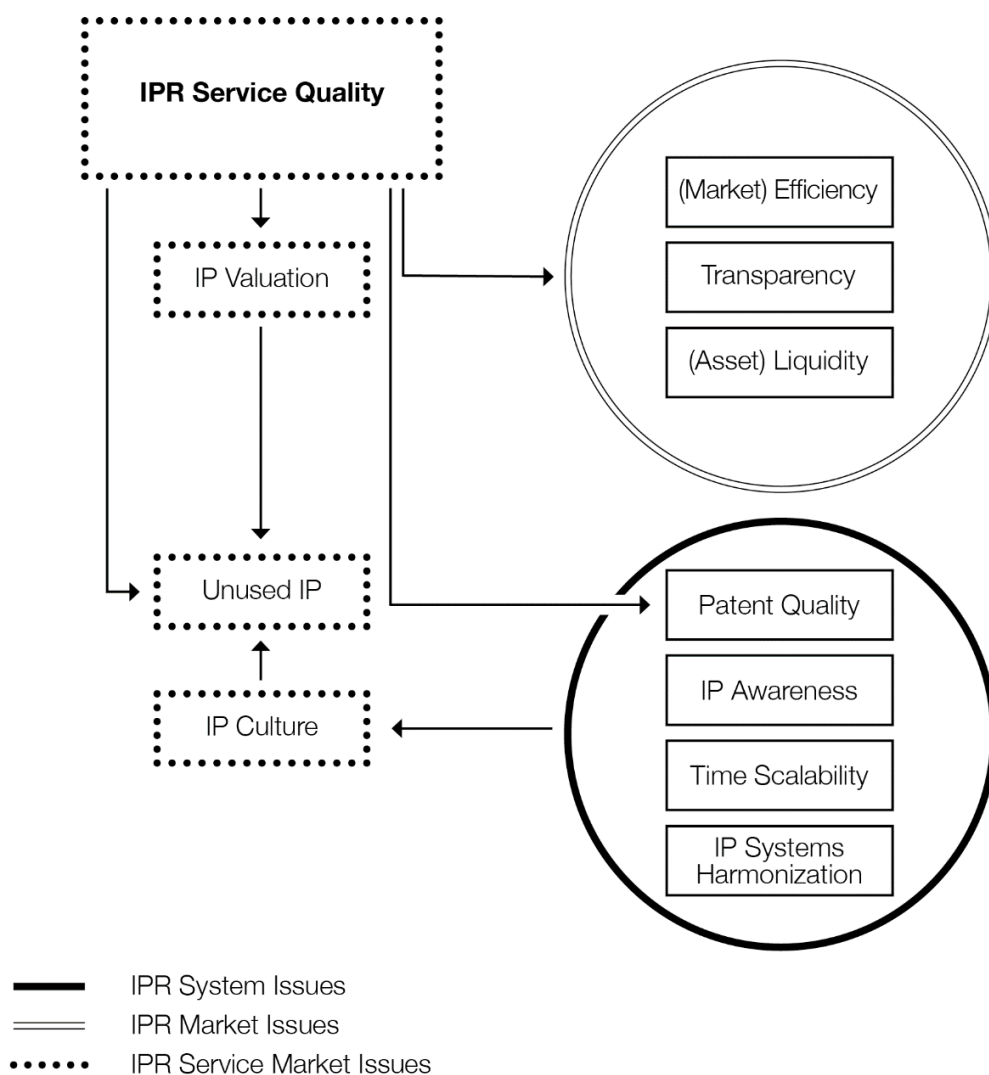 IPR Service Quality
(Market) Efficiency
IP Valuation
Transparency
(Asset) Liquidity
Unused IP
Patent Quality
IP Awareness
IP Culture
Time Scalability
IP Systems
Harmonization
IPR System Issues
IPR Market Issues
IPR Service Market Issues